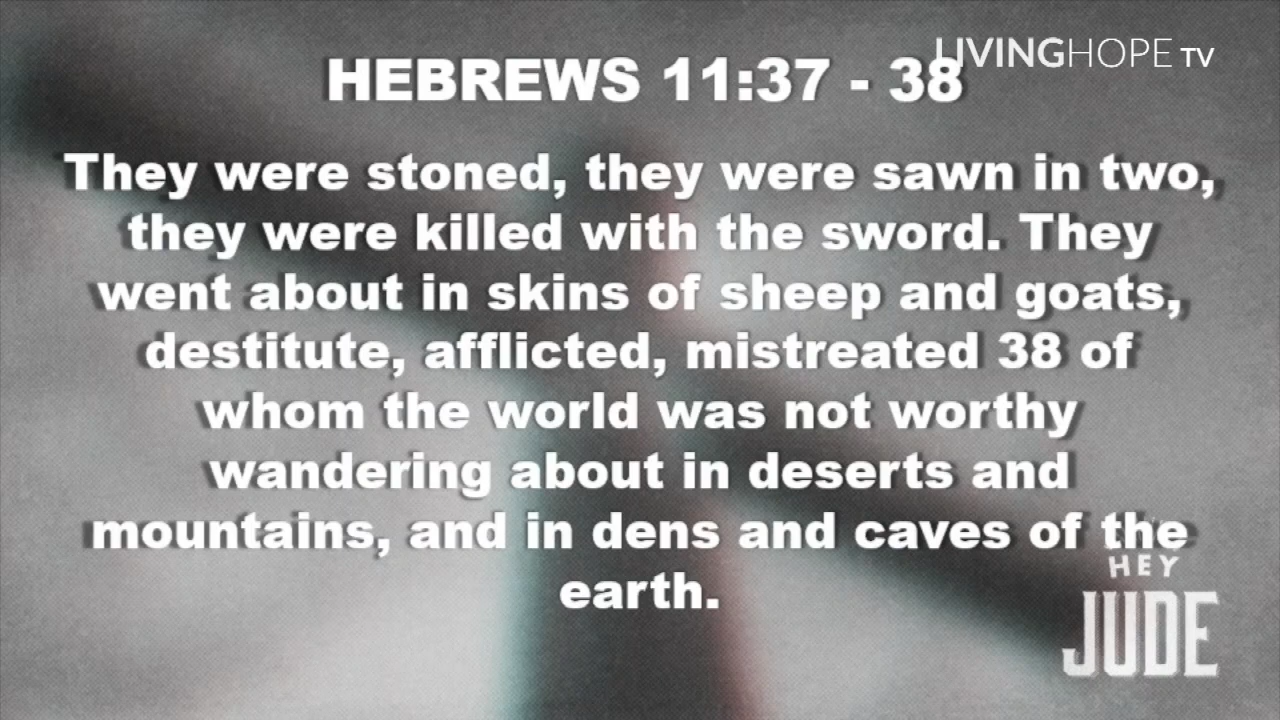 LIVINGHOPE TV
HEBREWS 11:37 - 38
They were stoned, they were sawn in two,
they were killed with the sword. They
went about in skins of sheep and goats,
destitute, afflicted, mistreated 38 of
whom the world was not worthy
wandering about in deserts and
mountains, and in dens and caves of the
earth.
HEY
JUDE